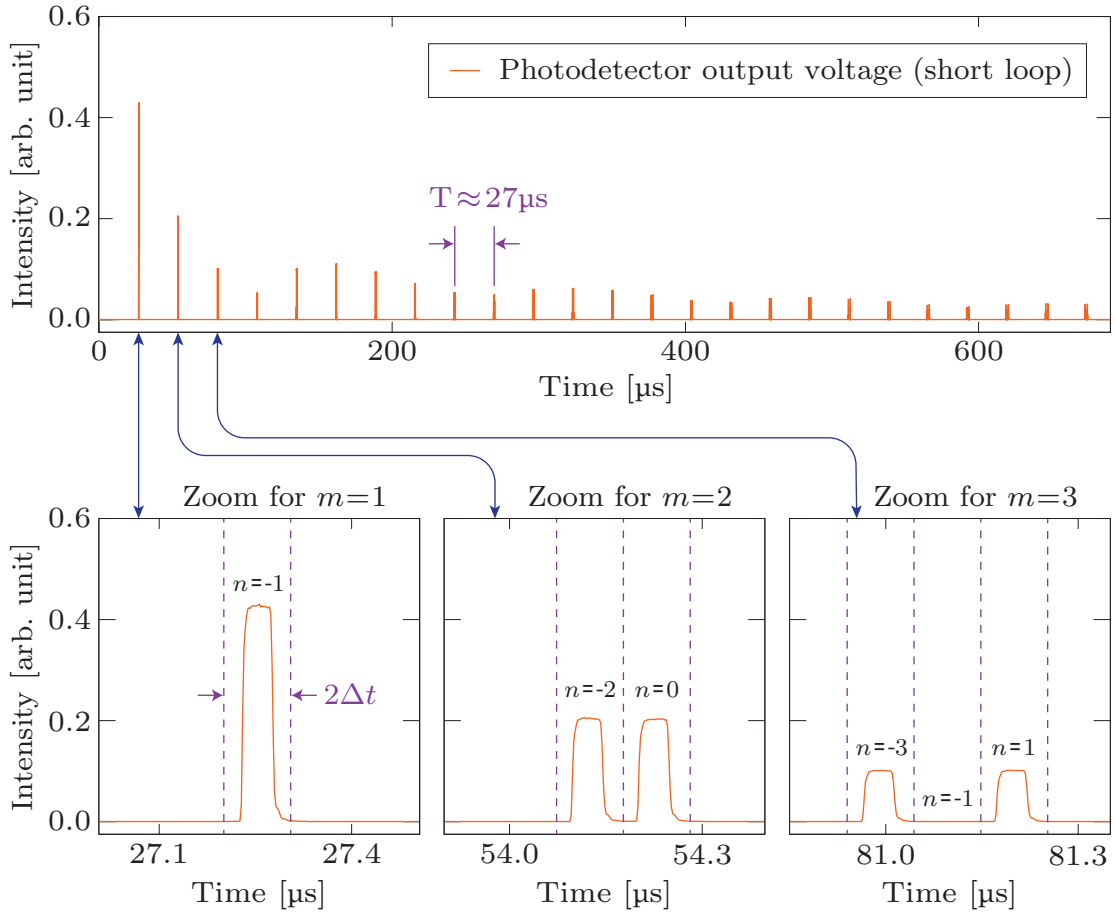 0.6
0.4
0.2
0.0
Intensity [arb. unit]
Photodetector output voltage (short loop)
T≈27µs
0 200 400 600
Time [µs]
Zoom for m=1
Zoom for m=2
Zoom for m=3
0.6
0.4
0.2
0.0
Intensity [arb. unit]
n=-1
2Δt
n=-2 n=0
n=-3 n=1
n=-1
27.1 27.4
54.0 54.3
81.0 81.3
Time [µs]
Time [µs]
Time [µs]